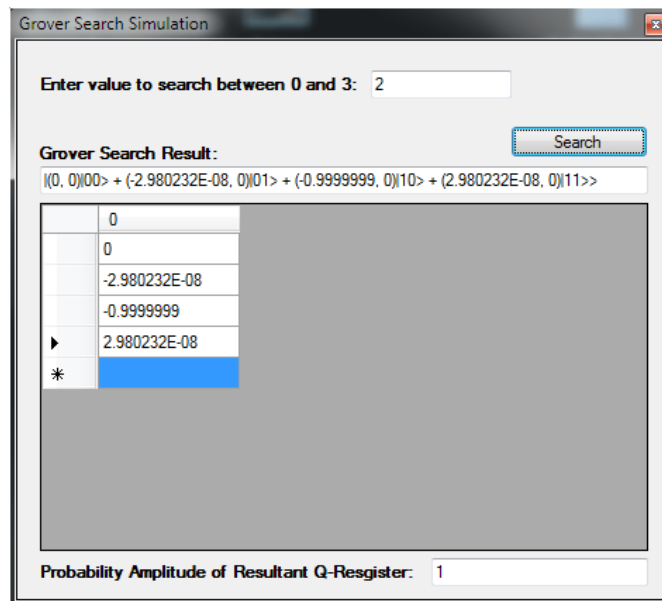 Grover Search Simulation
Enter value to search between 0 and 3: 2
Search
Grover Search Result:
|(0, 0)|00> + (-2.980232E-08, 0)|01> + (-0.9999999, 0)|10> + (2.980232E-08, 0)|11>>
0
0
-2.980232E-08
-0.9999999
2.980232E-08
Probability Amplitude of Resultant Q-Resgister: 1